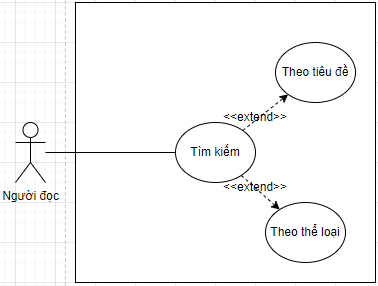 Theo tiêu đề
<<extend>>
Tìm kiếm
<<extend>>
Người đọc
Theo thể loại